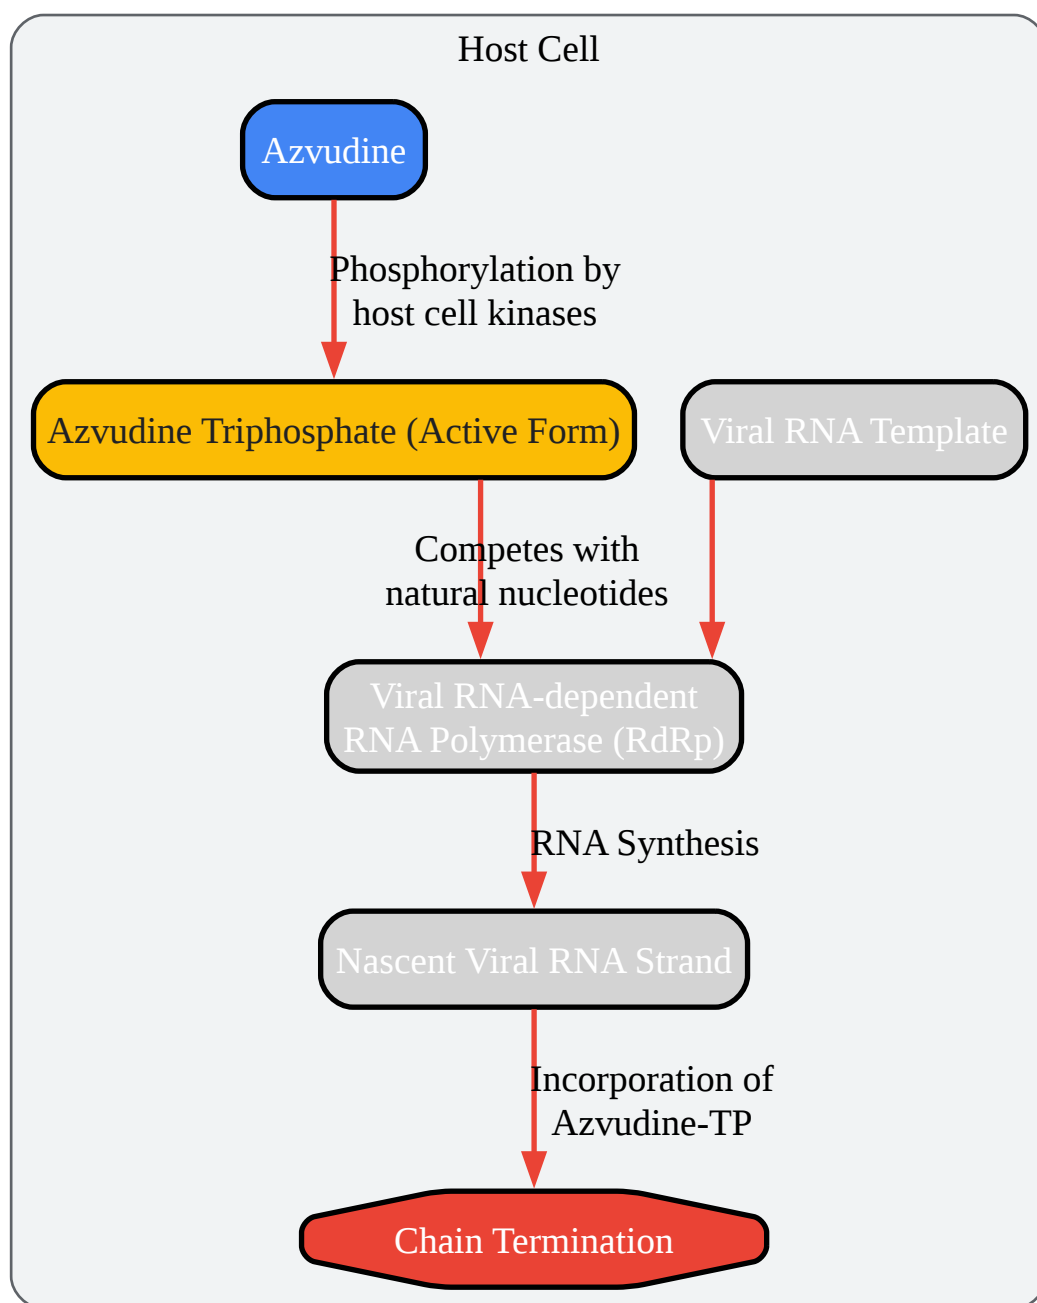 Host Cell
Azvudine
Phosphorylation by
host cell kinases
Azvudine Triphosphate (Active Form)
Viral RNA Template
Competes with
natural nucleotides
Viral RNA-dependent
RNA Polymerase (RdRp)
RNA Synthesis
Nascent Viral RNA Strand
Incorporation of
Azvudine-TP
Chain Termination